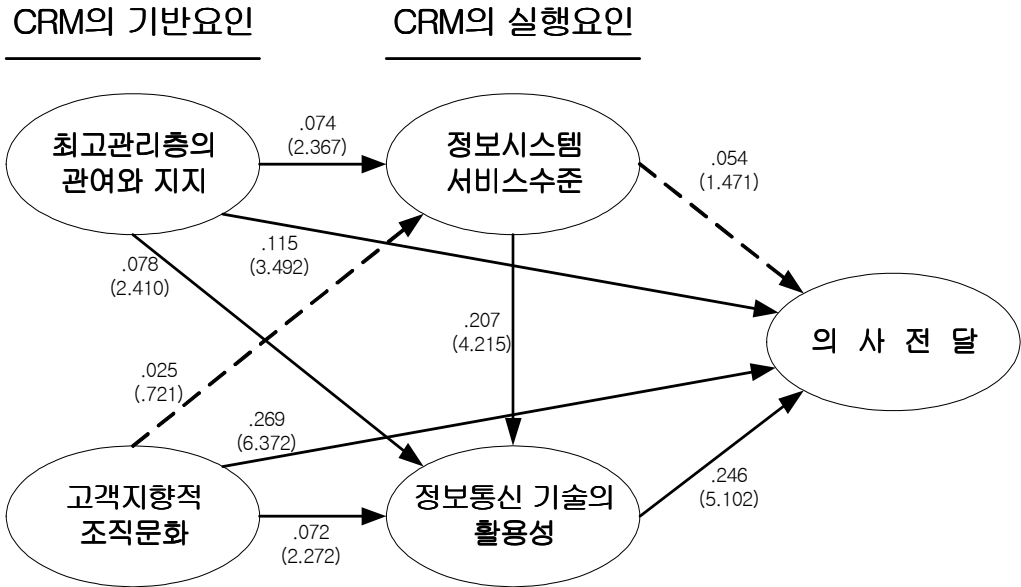 CRM의 기반요인
CRM의 실행요인
최고관리층의
관여와 지지
.074
(2.367)
정보시스템
서비스수준
.054
(1.471)
.115
(3.492)
.078
(2.410)
.207
(4.215)
의 사 전 달
.025
(.721)
.269
(6.372)
고객지향적
조직문화
.072
(2.272)
정보통신 기술의
활용성
.246
(5.102)